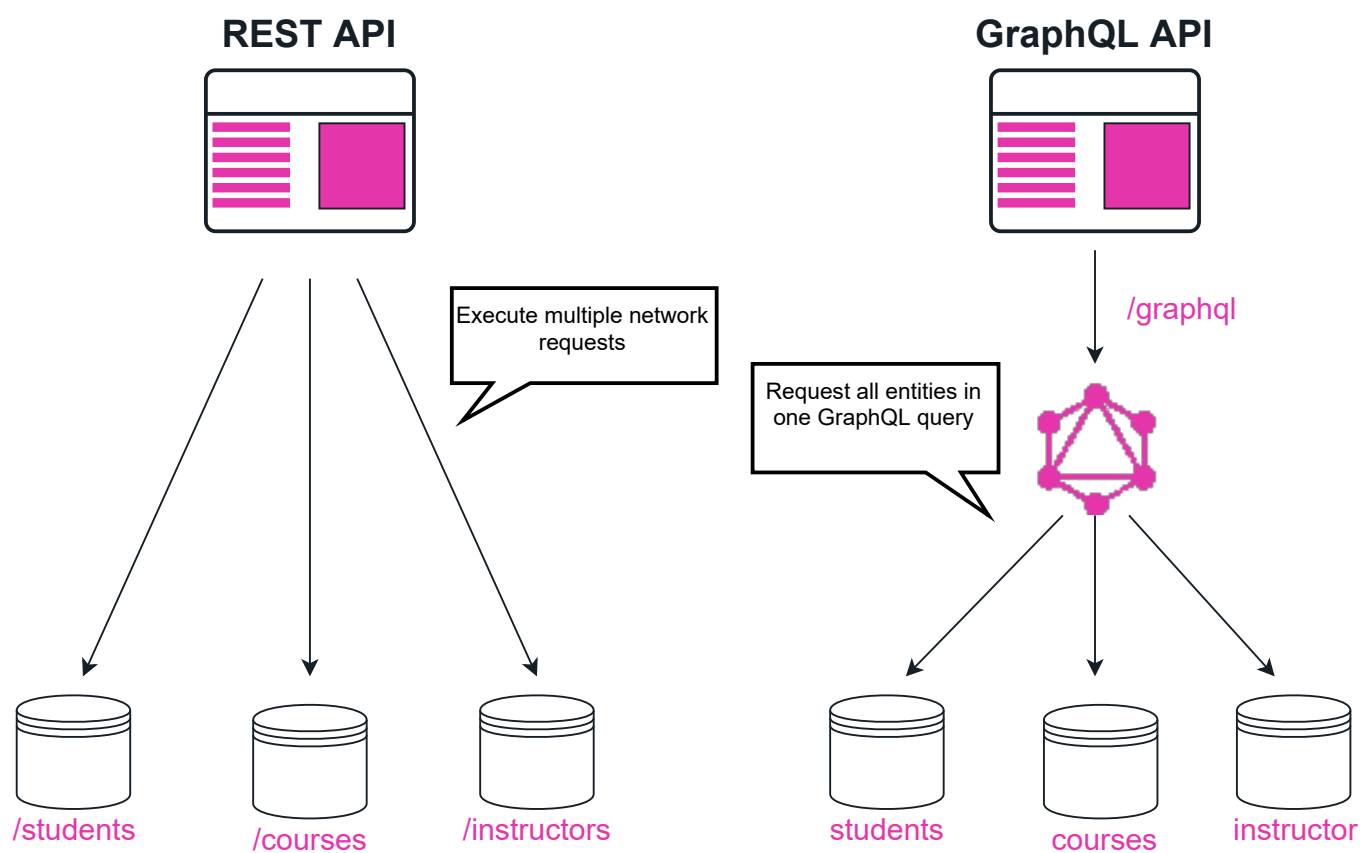 REST API
GraphQL API
Execute multiple network
requests
/graphql
Request all entities in
one GraphQL query
/students
/courses
/instructors
students
courses
instructor